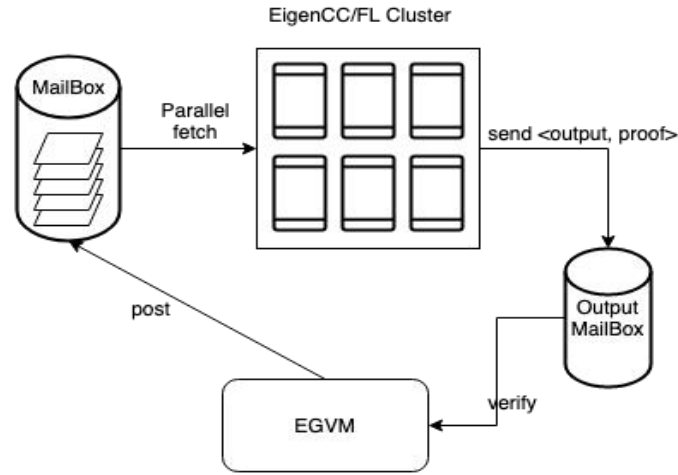 EigenCC/FL Cluster
MailBox
Parallel
fetch
send <output, proof>
Output
MailBox
post
verify
EGVM